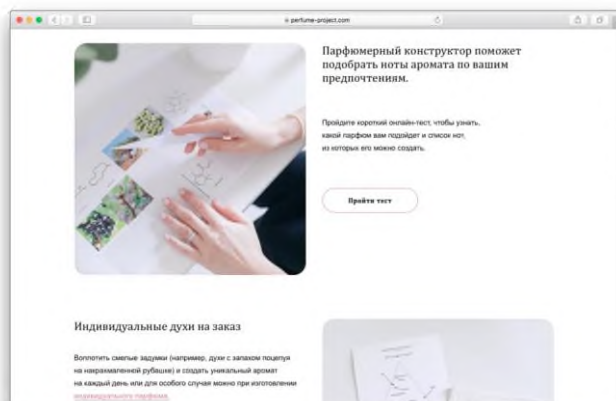 perfume-project.com
Парфюмерный конструктор поможет
подобрать ноты аромата по вашим
предпочтениям.
Пройдите короткий онлайн-тест, чтобы узнать,
какой парфюм вам подойдет и список нот,
из которых его можно создать.
Пройти тест
Индивидуальные духи на заказ
Воплотить смелые задумки (например, духи с запахом поцелуя
на накрахмаленной рубашке) и создать уникальный аромат
на каждый день или для особого случая можно при изготовлении
индивидуального парфюма.